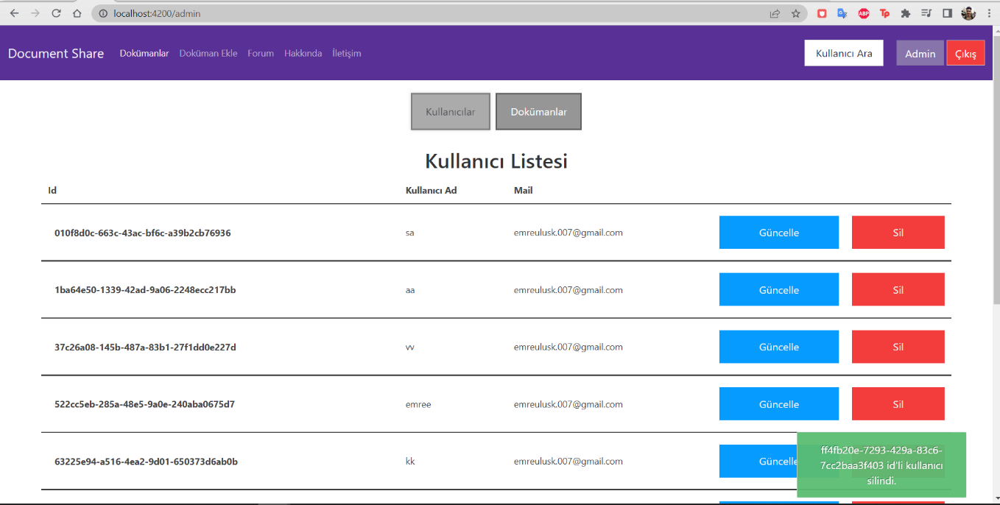 localhost:4200/admin
ABP
Tp
Document Share Dokümanlar Doküman Ekle Forum Hakkında İletişim Kullanıcı Ara Admin Çıkış
Kullanıcılar Dokümanlar
Kullanıcı Listesi
Id Kullanıcı Ad Mail
010f8d0c-663c-43ac-bf6c-a39b2cb76936 sa emreulusk.007@gmail.com Güncelle Sil
1ba64e50-1339-42ad-9a06-2248ecc217bb aa emreulusk.007@gmail.com Güncelle Sil
37c26a08-145b-487a-83b1-27f1dd0e227d vv emreulusk.007@gmail.com Güncelle Sil
522cc5eb-285a-48e5-9a0e-240aba0675d7 emree emreulusk.007@gmail.com Güncelle Sil
63225e94-a516-4ea2-9d01-650373d6ab0b kk emreulusk.007@gmail.com Güncelle
ff4fb20e-7293-429a-83c6-
7cc2baa3f403 id'li kullanıcı
silindi.